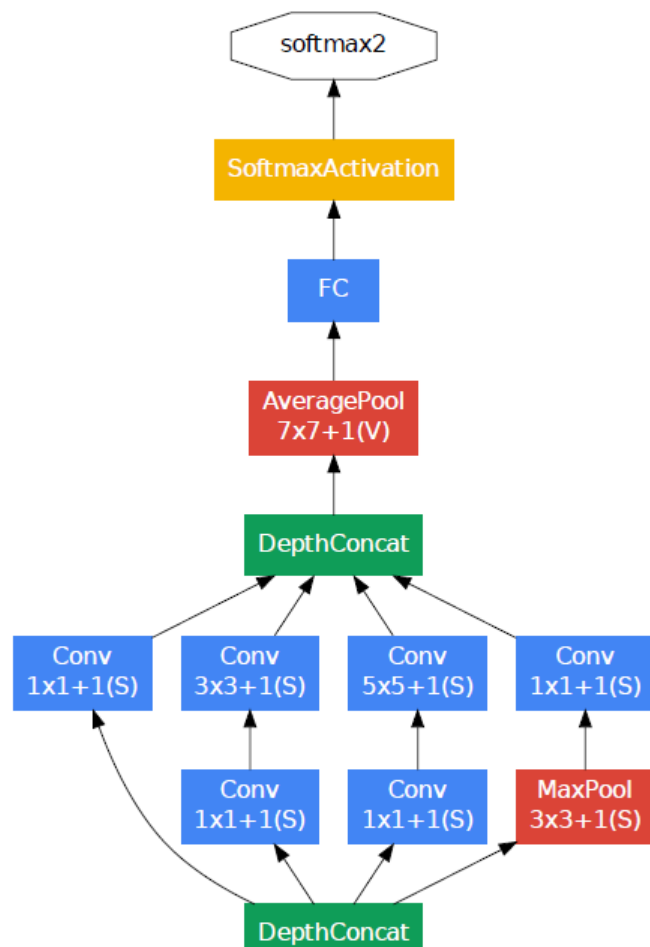 softmax2
SoftmaxActivation
FC
AveragePool
7x7+1(V)
DepthConcat
Conv
1x1+1(S)
Conv
3x3+1(S)
Conv
5x5+1(S)
Conv
1x1+1(S)
Conv
1x1+1(S)
Conv
1x1+1(S)
MaxPool
3x3+1(S)
DepthConcat